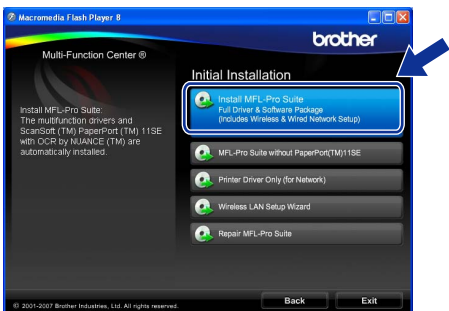 Macromedia Flash Player 8
brother
Multi-Function Center ®
Initial Installation
Install MFL-Pro Suite:
The multifunction drivers and
ScanSoft (TM) PaperPort (TM) 11SE
with OCR by NUANCE (TM) are
automatically installed.
Install MFL-Pro Suite
Full Driver & Software Package
(Includes Wireless & Wired Network Setup)
MFL-Pro Suite without PaperPort(TM)11SE
Printer Driver Only (for Network)
Wireless LAN Setup Wizard
Repair MFL-Pro Suite
Back
Exit
© 2001-2007 Brother Industries, Ltd. All rights reserved.